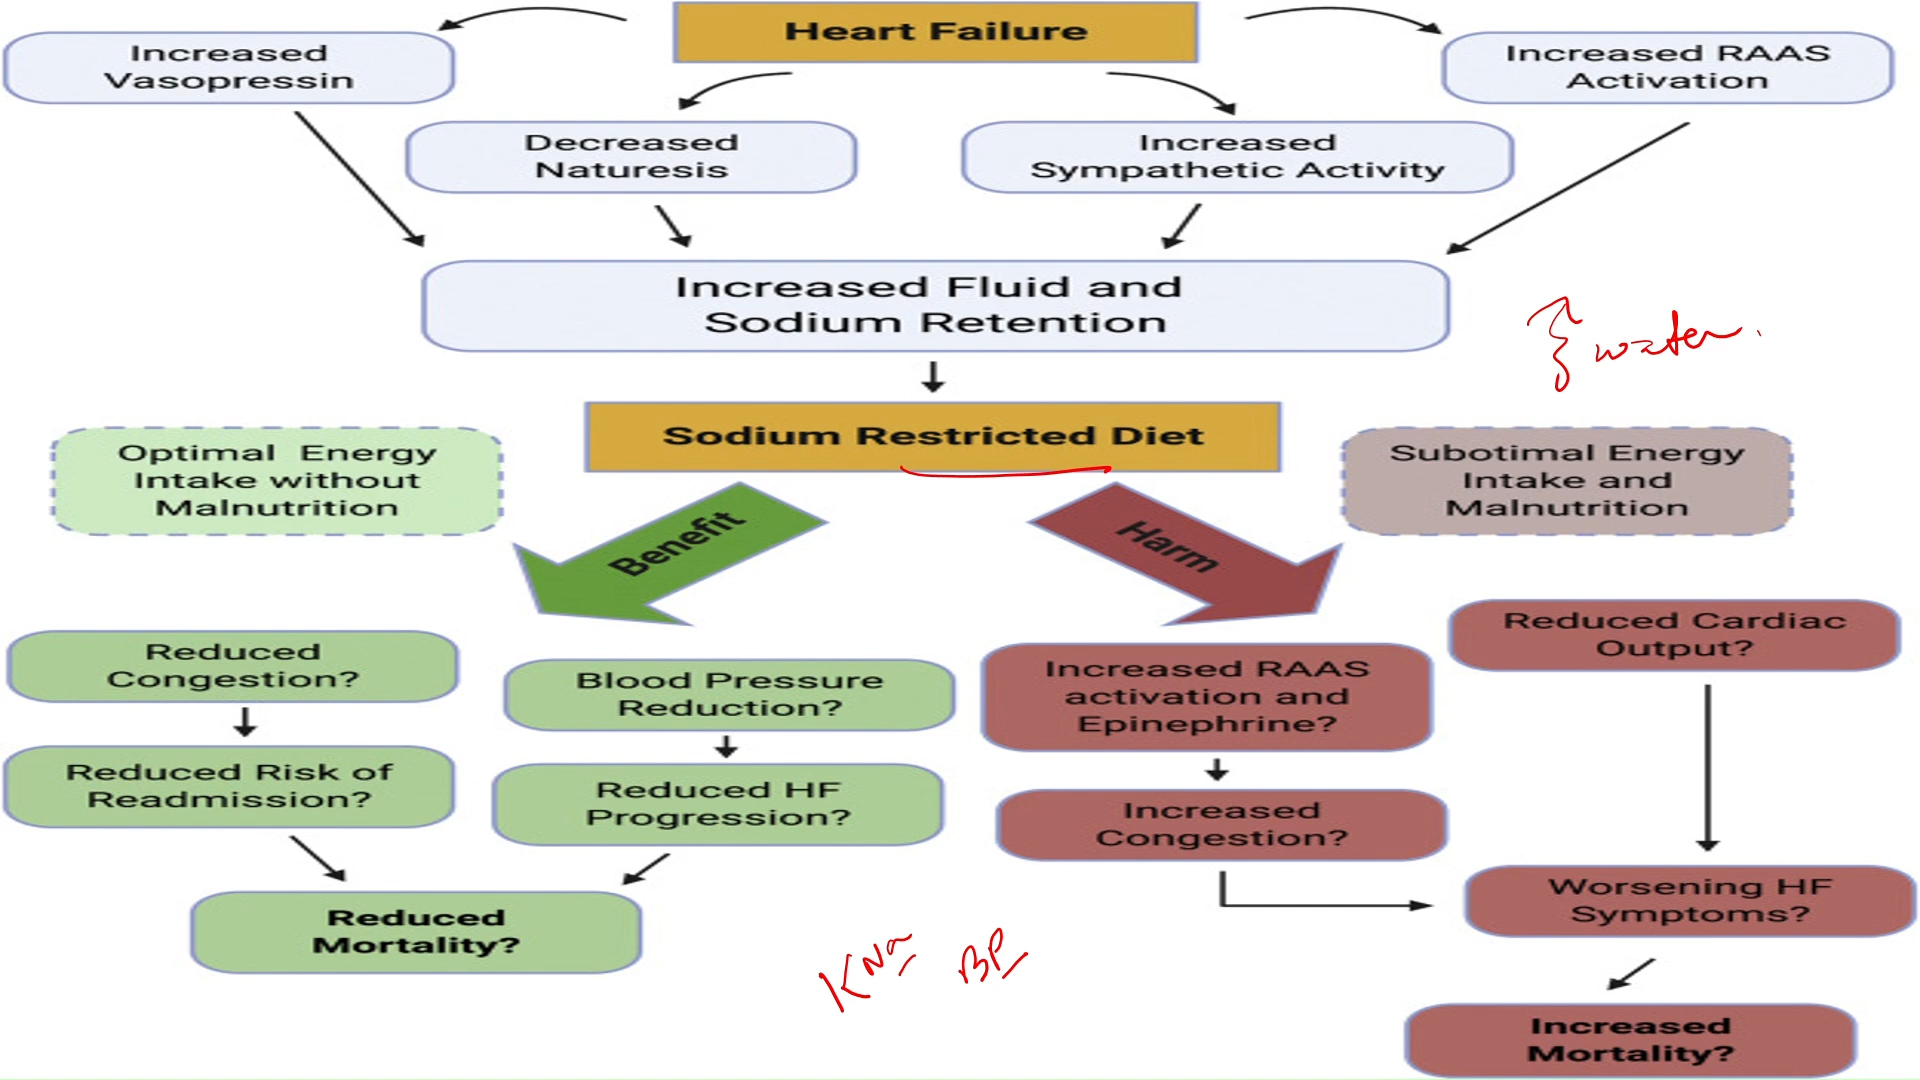 Heart Failure
Increased
Vasopressin
Increased RAAS
Activation
Decreased
Naturesis
Increased
Sympathetic Activity
Increased Fluid and
Sodium Retention
water.
Sodium Restricted Diet
Optimal Energy
Intake without
Malnutrition
Subotimal Energy
Intake and
Malnutrition
Benefit
Harm
Reduced
Congestion?
Blood Pressure
Reduction?
Increased RAAS
activation and
Epinephrine?
Reduced Cardiac
Output?
Reduced Risk of
Readmission?
Reduced HF
Progression?
Increased
Congestion?
Worsening HF
Symptoms?
Reduced
Mortality?
K Na BP
Increased
Mortality?